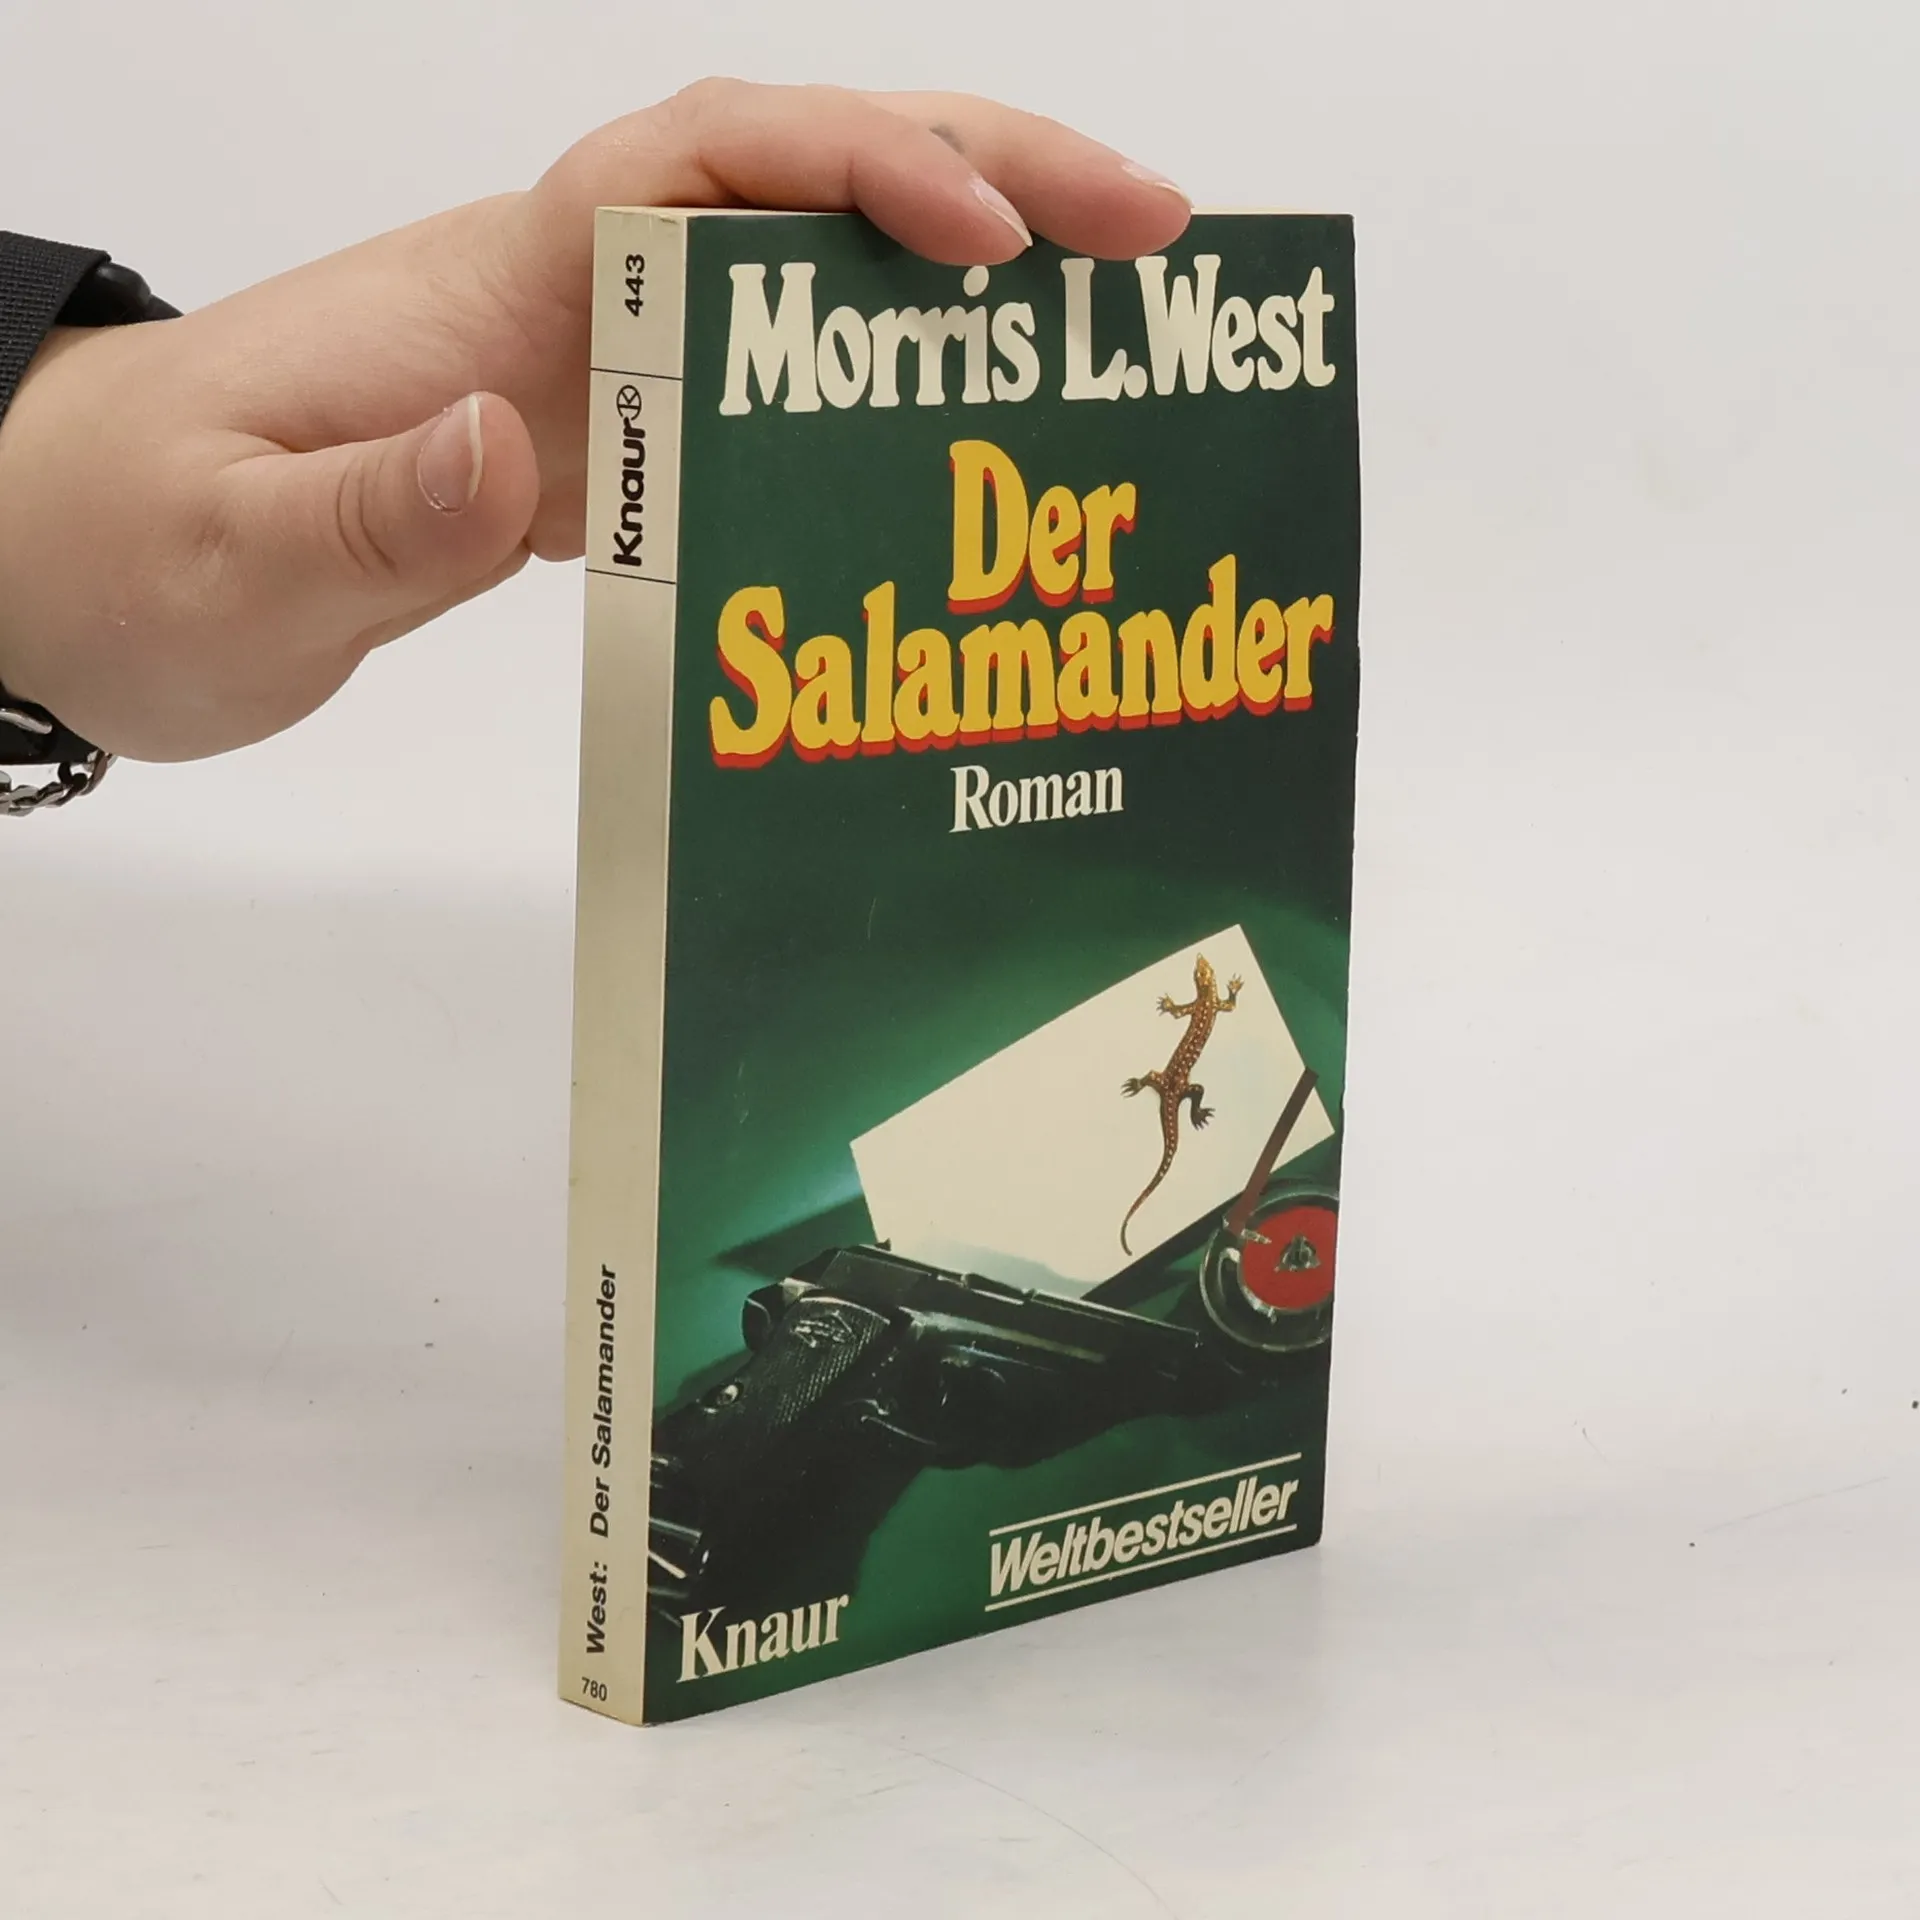 443
Knaur
West: Der Salamander
780
Morris L. West
Der
Salamander
Roman
Weltbestseller
Knaur